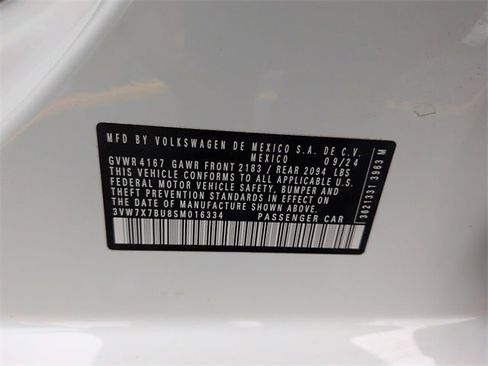 MFD BY VOLKSWAGEN DE MEXICO S.A. DE C.V.
MEXICO 09/24
GVWR 4167 GAWR FRONT 2183 / REAR 2094 LBS
THIS VEHICLE CONFORMS TO ALL APPLICABLE U.S.
FEDERAL MOTOR VEHICLE SAFETY, BUMPER AND
THEFT PREVENTION STANDARDS IN EFFECT ON
THE DATE OF MANUFACTURE SHOWN ABOVE.
3VW7X7BU8SM016334 PASSENGER CAR
3621331 3963 M